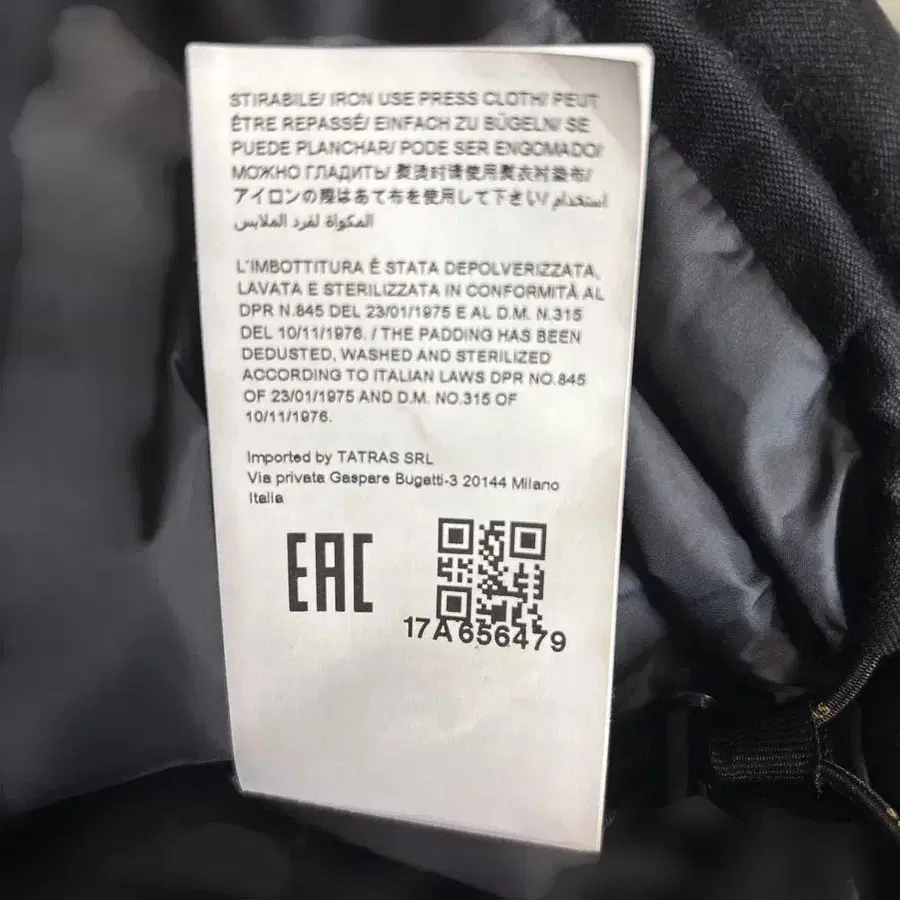 STIRABILE/ IRON USE PRESS CLOTH/ PEUT
ÊTRE REPASSÉ/ EINFACH ZU BÜGELN/ SE
PUEDE PLANCHAR/ PODE SER ENGOMADO/
МОЖНО ГЛАДИТЬ/ 熨烫时请使用熨衣衬垫布/
アイロンの際はあて布を使用して下さい/ استخدام
المكواة لفرد الملابس
L'IMBOTTITURA È STATA DEPOLVERIZZATA,
LAVATA E STERILIZZATA IN CONFORMITÀ AL
DPR N.845 DEL 23/01/1975 E AL D.M. N.315
DEL 10/11/1976. / THE PADDING HAS BEEN
DEDUSTED, WASHED AND STERILIZED
ACCORDING TO ITALIAN LAWS DPR NO.845
OF 23/01/1975 AND D.M. NO.315 OF
10/11/1976.
Imported by TATRAS SRL
Via privata Gaspare Bugatti-3 20144 Milano
Italia
EAC
17A656479